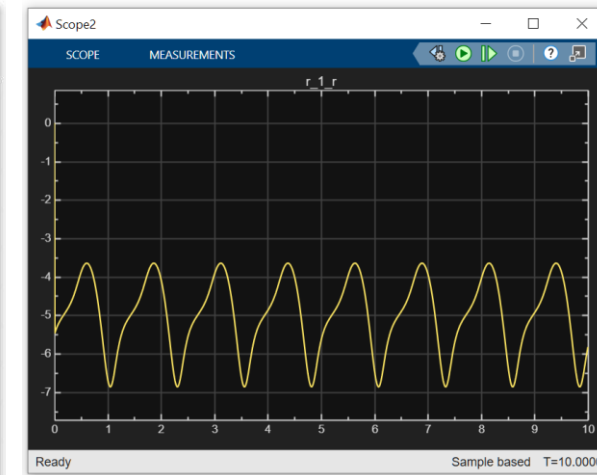 Scope2
SCOPE MEASUREMENTS
r_1_r
0
-1
-2
-3
-4
-5
-6
-7
0 1 2 3 4 5 6 7 8 9 10
Ready Sample based T=10.000